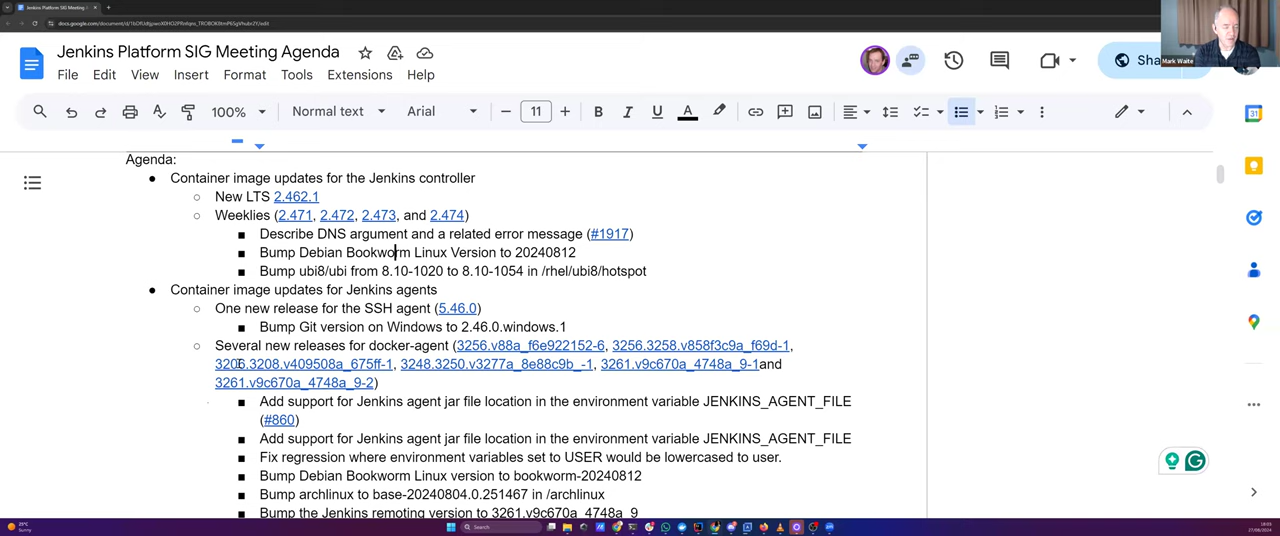 Jenkins Platform SIG Meeting Agenda
File Edit View Insert Format Tools Extensions Help
100% Normal text Arial 11 B I U A
Mark Waite
31
Agenda:
Container image updates for the Jenkins controller
New LTS 2.462.1
Weeklies (2.471, 2.472, 2.473, and 2.474)
Describe DNS argument and a related error message (#1917)
Bump Debian Bookworm Linux Version to 20240812
Bump ubi8/ubi from 8.10-1020 to 8.10-1054 in /rhel/ubi8/hotspot
Container image updates for Jenkins agents
One new release for the SSH agent (5.46.0)
Bump Git version on Windows to 2.46.0.windows.1
Several new releases for docker-agent (3256.v88a_f6e922152-6, 3256.3258.v858f3c9a_f69d-1,
3206.3208.v409508a_675ff-1, 3248.3250.v3277a_8e88c9b_-1, 3261.v9c670a_4748a_9-1and
3261.v9c670a_4748a_9-2)
Add support for Jenkins agent jar file location in the environment variable JENKINS_AGENT_FILE
(#860)
Add support for Jenkins agent jar file location in the environment variable JENKINS_AGENT_FILE
Fix regression where environment variables set to USER would be lowercased to user.
Bump Debian Bookworm Linux version to bookworm-20240812
Bump archlinux to base-20240804.0.251467 in /archlinux
Bump the Jenkins remoting version to 3261.v9c670a_4748a_9
25°C
Sunny
Search
18:03
27/08/2024